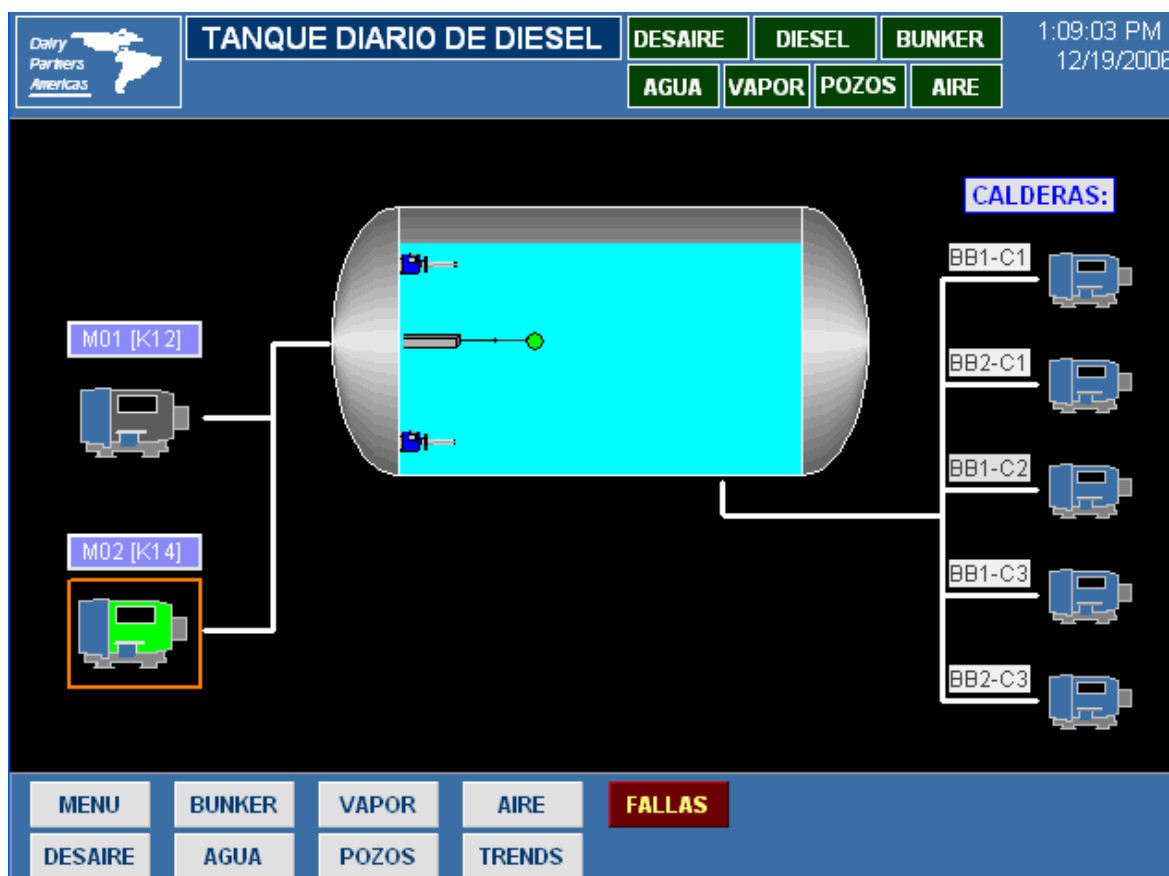 Dairy
Partners
Americas
TANQUE DIARIO DE DIESEL
DESAIRE DIESEL BUNKER
AGUA VAPOR POZOS AIRE
1:09:03 PM
12/19/2006
CALDERAS:
BB1-C1
M01 [K12]
BB2-C1
BB1-C2
M02 [K14]
BB1-C3
BB2-C3
MENU BUNKER VAPOR AIRE FALLAS
DESAIRE AGUA POZOS TRENDS